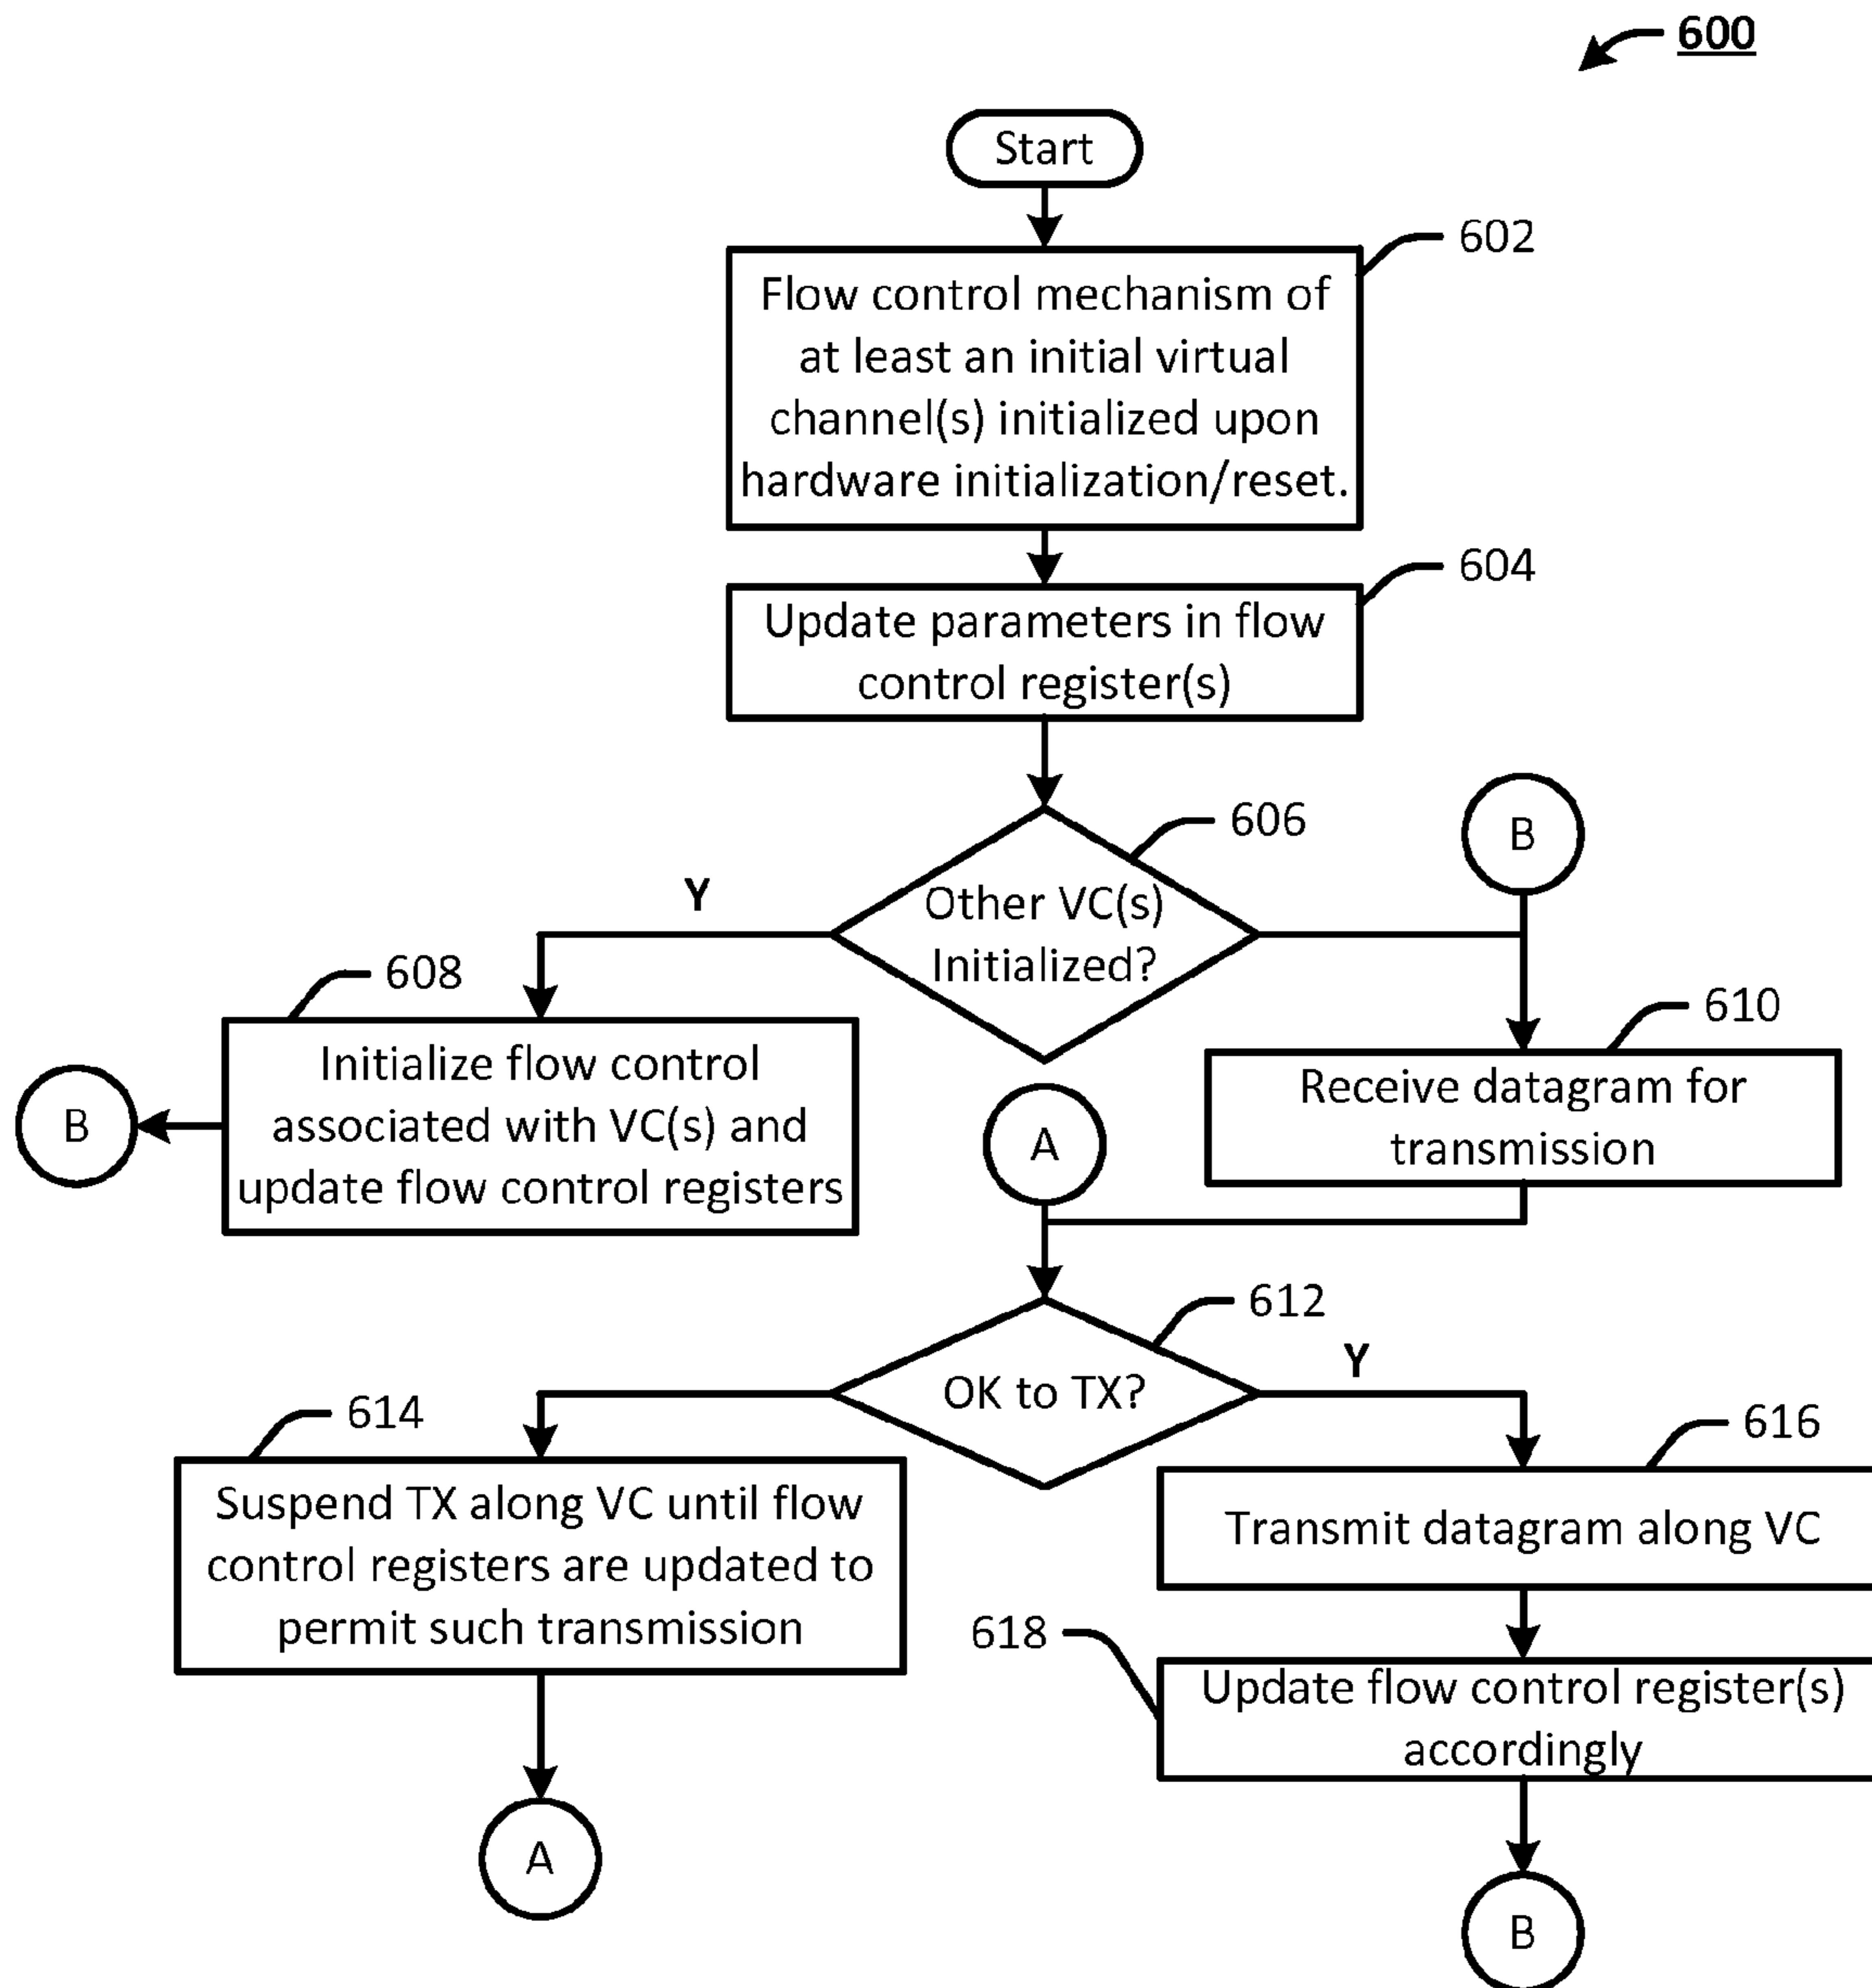 600
Start
602
Flow control mechanism of
at least an initial virtual
channel(s) initialized upon
hardware initialization/reset.
604
Update parameters in flow
control register(s)
606
B
Y
Other VC(s)
Initialized?
608
610
Initialize flow control
associated with VC(s) and
update flow control registers
B
A
Receive datagram for
transmission
612
Y
OK to TX?
614
616
Suspend TX along VC until flow
control registers are updated to
permit such transmission
Transmit datagram along VC
618
Update flow control register(s)
accordingly
A
B